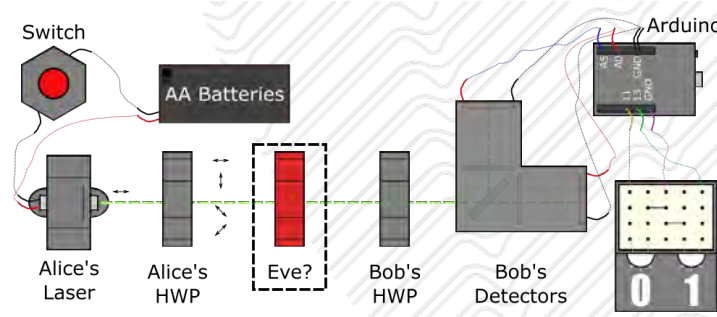 Switch
Arduino
AA Batteries
A5
A0
GND
11
13
GND
Alice's
Laser
Alice's
HWP
Eve?
Bob's
HWP
Bob's
Detectors
0 1